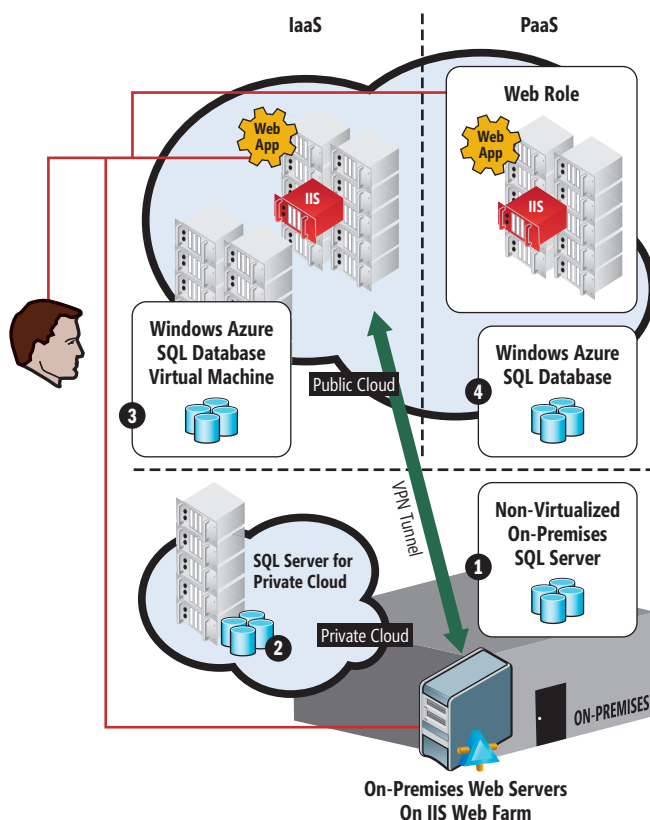 IaaS
PaaS
Web Role
Web
App
IIS
Web
App
IIS
Windows Azure
SQL Database
Virtual Machine
3
Public Cloud
Windows Azure
SQL Database
4
VPN Tunnel
Non-Virtualized
On-Premises
SQL Server
1
SQL Server for
Private Cloud
2
Private Cloud
ON-PREMISES
On-Premises Web Servers
On IIS Web Farm